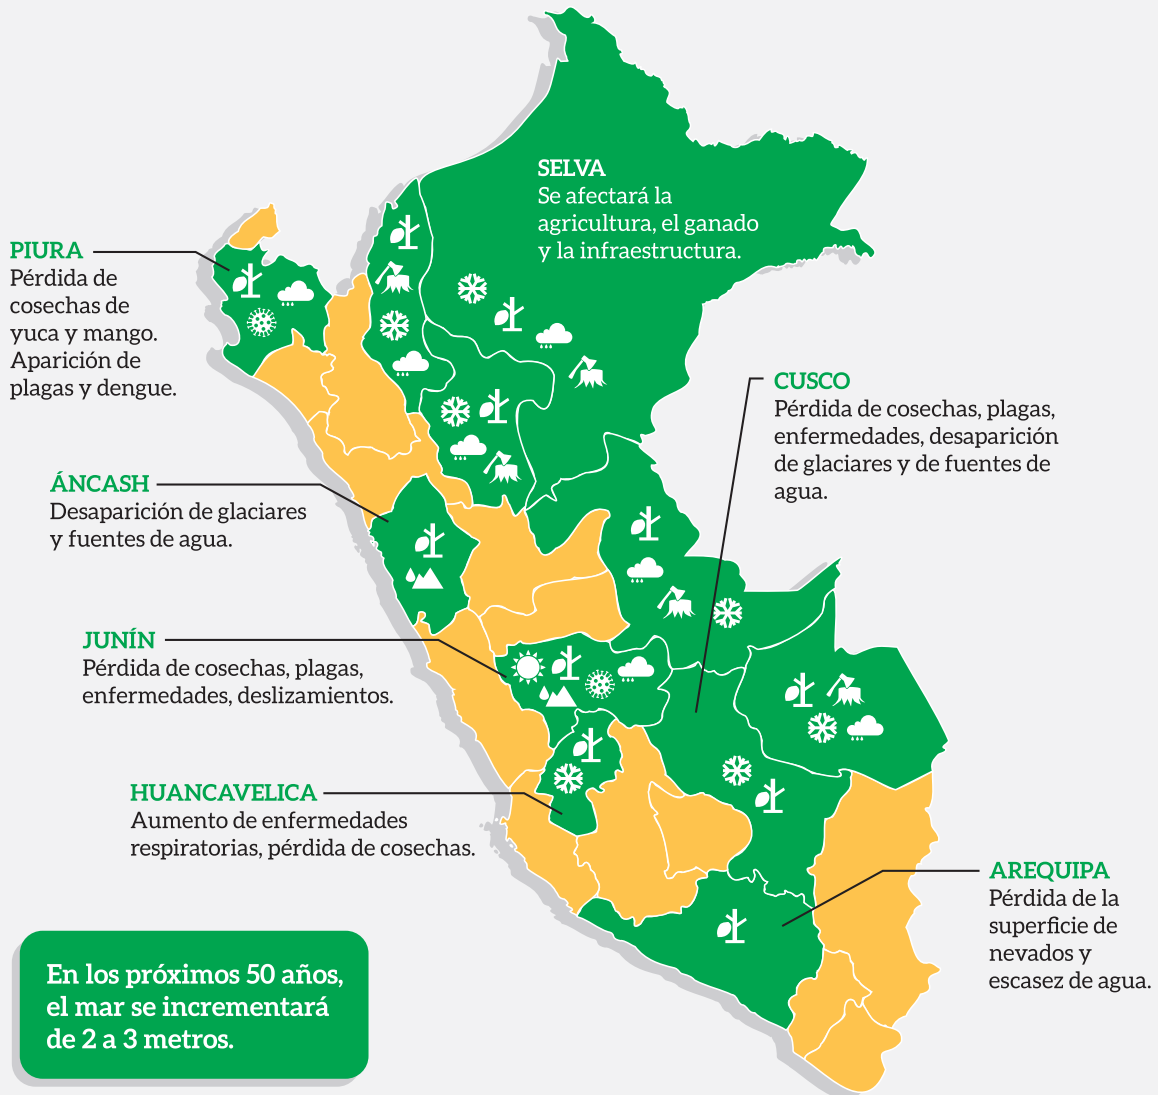 SELVA
Se afectará la
agricultura, el ganado
y la infraestructura.
PIURA
Pérdida de
cosechas de
yuca y mango.
Aparición de
plagas y dengue.
CUSCO
Pérdida de cosechas, plagas,
enfermedades, desaparición
de glaciares y de fuentes de
agua.
ÁNCASH
Desaparición de glaciares
y fuentes de agua.
JUNÍN
Pérdida de cosechas, plagas,
enfermedades, deslizamientos.
HUANCAVELICA
Aumento de enfermedades
respiratorias, pérdida de cosechas.
AREQUIPA
Pérdida de la
superficie de
nevados y
escasez de agua.
En los próximos 50 años,
el mar se incrementará
de 2 a 3 metros.